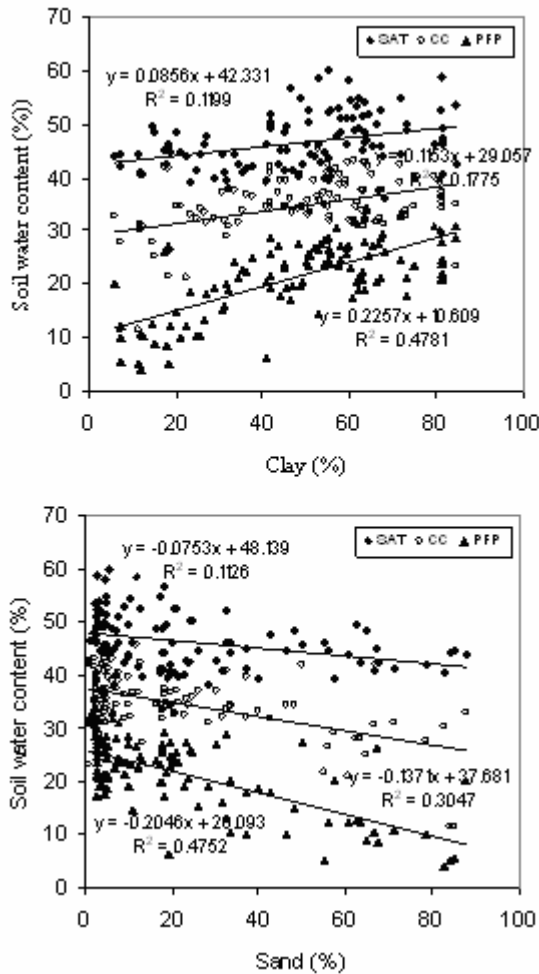 70
60
50
40
30
20
10
0
Soil water content (%))
SAT CC PFP
y = 0.0856x + 42.331
R² = 0.1199
y = 0.1153x + 29.057
R² = 0.1775
y = 0.2257x + 10.609
R² = 0.4781
0 20 40 60 80 100
Clay (%)
70
60
50
40
30
20
10
0
Soil water content (%)
SAT CC PFP
y = -0.0753x + 48.139
R² = 0.1126
y = -0.1371x + 37.681
R² = 0.3047
y = -0.2046x + 26.093
R² = 0.4752
0 20 40 60 80 100
Sand (%)